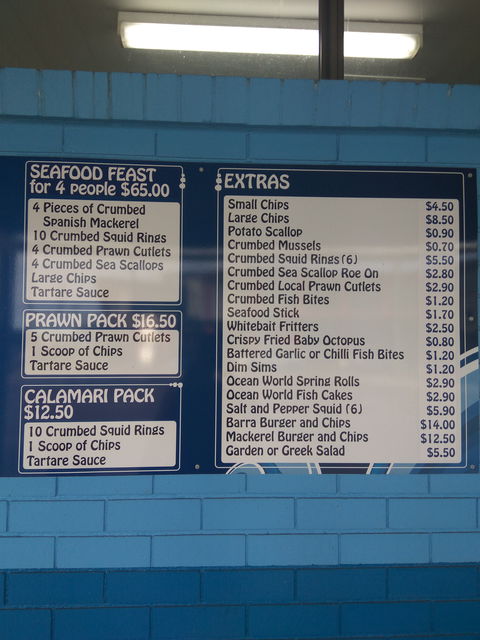 SEAFOOD FEAST
for 4 people $65.00
4 Pieces of Crumbed
Spanish Mackerel
10 Crumbed Squid Rings
4 Crumbed Prawn Cutlets
4 Crumbed Sea Scallops
Large Chips
Tartare Sauce
PRAWN PACK $16.50
5 Crumbed Prawn Cutlets
1 Scoop of Chips
Tartare Sauce
CALAMARI PACK
$12.50
10 Crumbed Squid Rings
1 Scoop of Chips
Tartare Sauce
EXTRAS
Small Chips $4.50
Large Chips $8.50
Potato Scallop $0.90
Crumbed Mussels $0.70
Crumbed Squid Rings (6) $5.50
Crumbed Sea Scallop Roe On $2.80
Crumbed Local Prawn Cutlets $2.90
Crumbed Fish Bites $1.20
Seafood Stick $1.70
Whitebait Fritters $2.50
Crispy Fried Baby Octopus $0.80
Battered Garlic or Chilli Fish Bites $1.20
Dim Sims $1.20
Ocean World Spring Rolls $2.90
Ocean World Fish Cakes $2.90
Salt and Pepper Squid (6) $5.90
Barra Burger and Chips $14.00
Mackerel Burger and Chips $12.50
Garden or Greek Salad $5.50